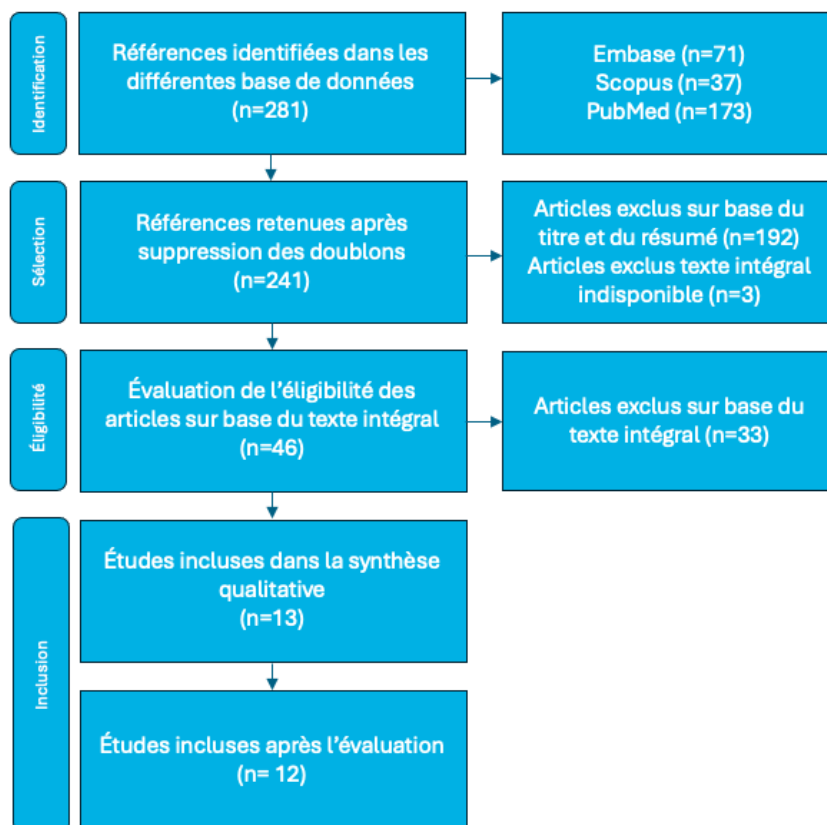 Identification
Références identifiées dans les
différentes base de données
(n=281)
Embase (n=71)
Scopus (n=37)
PubMed (n=173)
Sélection
Références retenues après
suppression des doublons
(n=241)
Articles exclus sur base du
titre et du résumé (n=192)
Articles exclus texte intégral
indisponible (n=3)
Éligibilité
Évaluation de l’éligibilité des
articles sur base du texte intégral
(n=46)
Articles exclus sur base du
texte intégral (n=33)
Inclusion
Études incluses dans la synthèse
qualitative
(n=13)
Études incluses après l’évaluation
(n= 12)